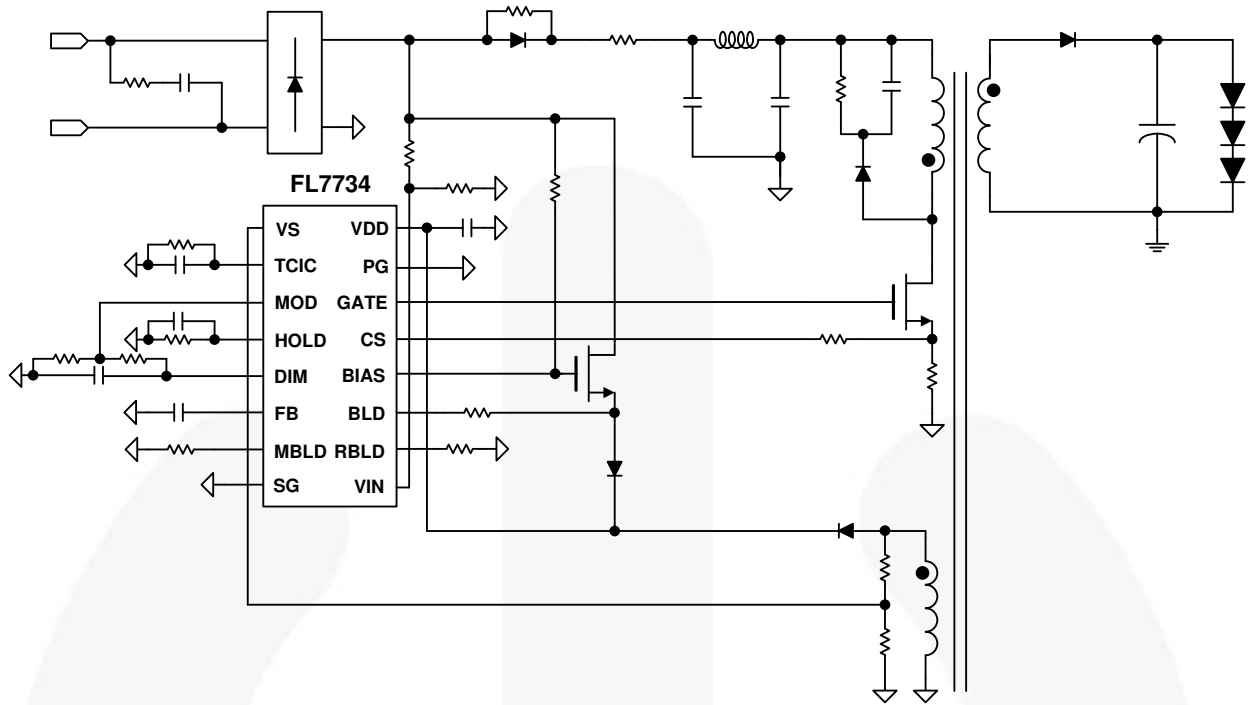 FL7734
VS VDD
TCIC PG
MOD GATE
HOLD CS
DIM BIAS
FB BLD
MBLD RBLD
SG VIN